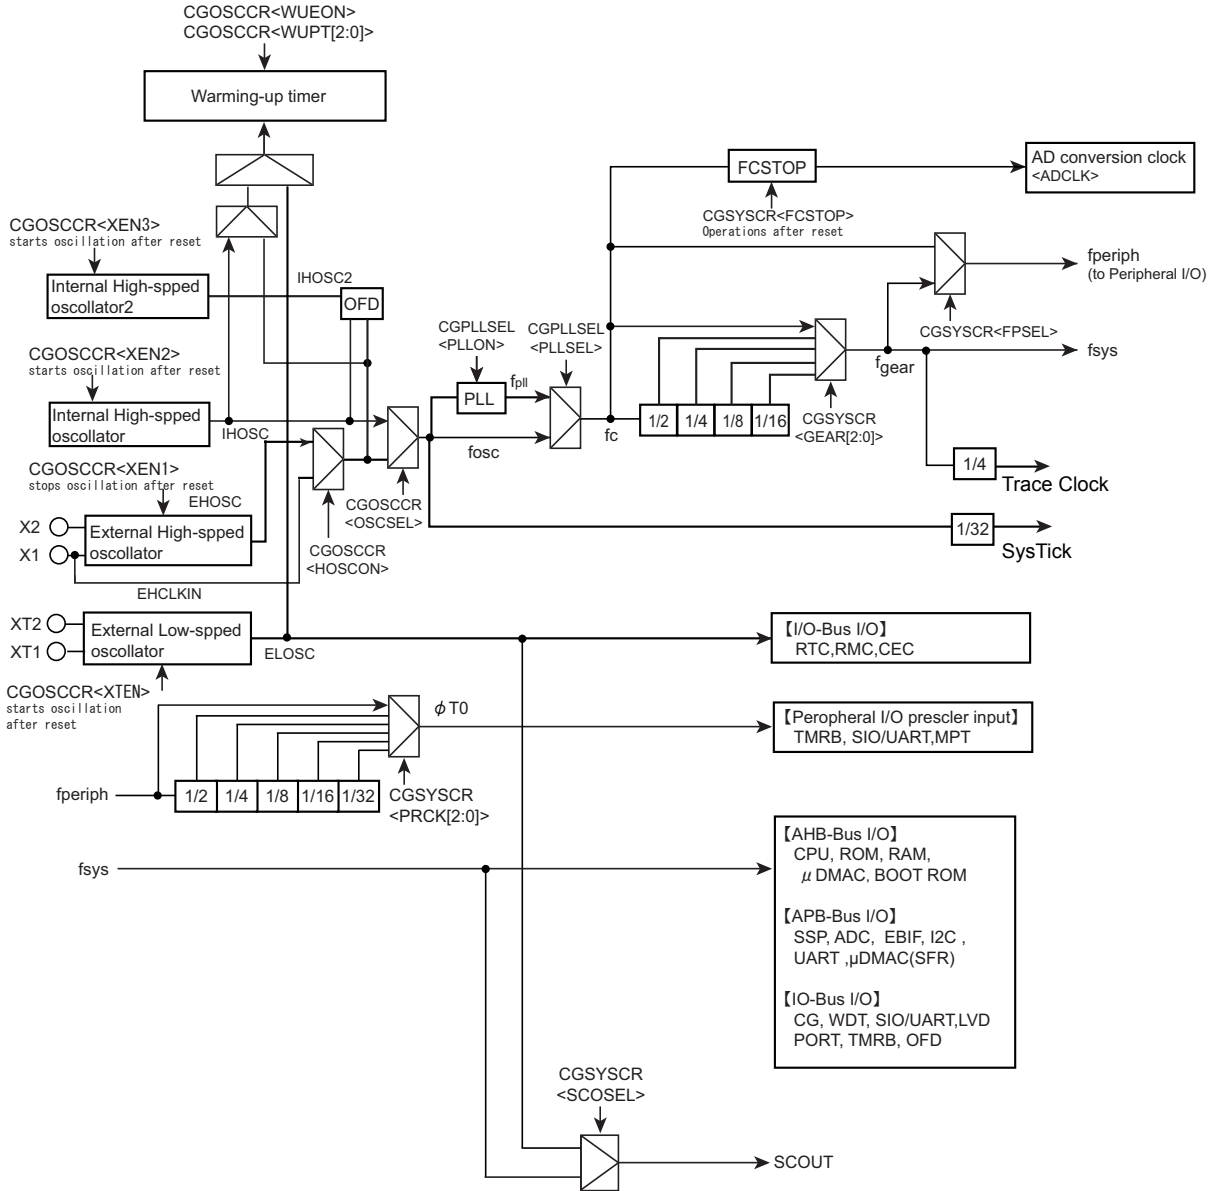 CGOSCCR<WUEON>
CGOSCCR<WUPT[2:0]>
Warming-up timer
FCSTOP
AD conversion clock
<ADCLK>
CGSYSCR<FCSTOP>
Operations after reset
CGOSCCR<XEN3>
starts oscillation after reset
IHOSC2
Internal High-spped
oscollator2
OFD
fperiph
(to Peripheral I/O)
CGPLLSEL
<PLLON>
CGPLLSEL
<PLLSEL>
CGSYSCR<FPSEL>
CGOSCCR<XEN2>
starts oscillation after reset
fsys
fgear
fpll
PLL
Internal High-spped
oscollator
IHOSC
1/2
1/4
1/8
1/16
CGSYSCR
<GEAR[2:0]>
fc
fosc
CGOSCCR<XEN1>
stops oscillation after reset
EHOSC
1/4
Trace Clock
CGOSCCR
<OSCSEL>
X2
X1
External High-spped
oscollator
1/32
SysTick
CGOSCCR
<HOSCON>
EHCLKIN
XT2
XT1
External Low-spped
oscollator
ELOSC
【I/O-Bus I/O】
RTC,RMC,CEC
CGOSCCR<XTEN>
starts oscillation
after reset
ϕ T0
【Peropheral I/O prescler input】
TMRB, SIO/UART,MPT
fperiph
1/2
1/4
1/8
1/16
1/32
CGSYSCR
<PRCK[2:0]>
fsys
【AHB-Bus I/O】
CPU, ROM, RAM,
μ DMAC, BOOT ROM
【APB-Bus I/O】
SSP, ADC, EBIF, I2C ,
UART ,µDMAC(SFR)
【IO-Bus I/O】
CG, WDT, SIO/UART,LVD
PORT, TMRB, OFD
CGSYSCR
<SCOSEL>
SCOUT